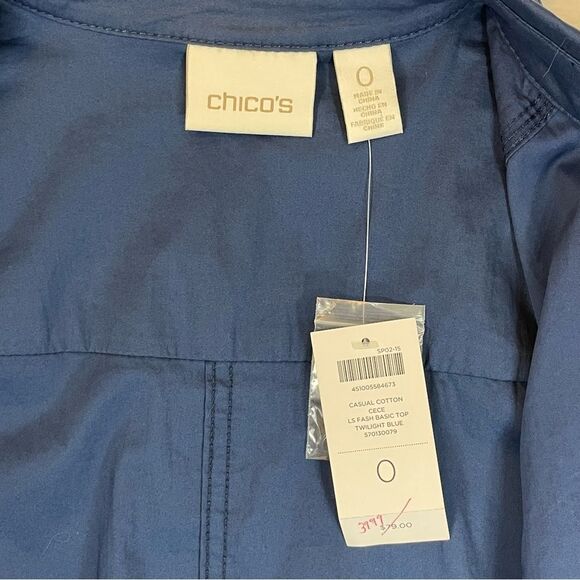 chico's
0
MADE IN
CHINA
HECHO EN
CHINA
FABRIQUÉ EN
CHINE
SP02-15
451005584673
CASUAL COTTON
CECE
LS FASH BASIC TOP
TWILIGHT BLUE
570130079
0
3999 $79.00